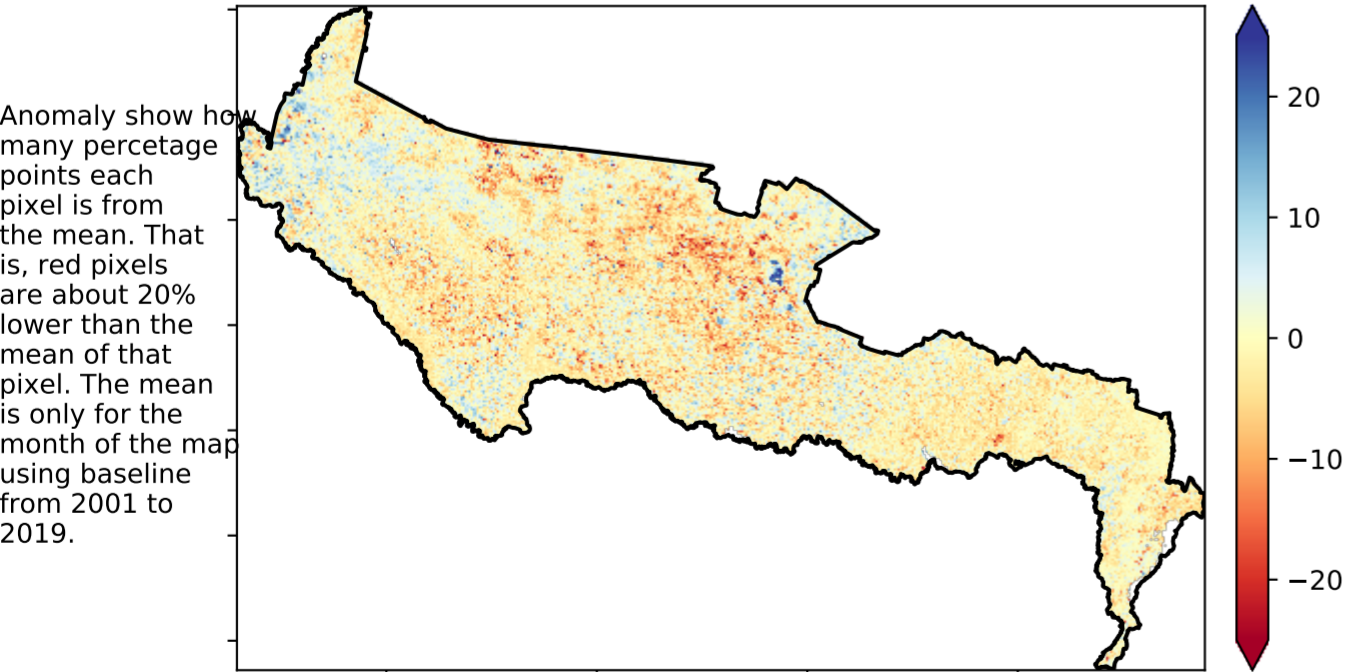 Anomaly show how
many percetage
points each
pixel is from
the mean. That
is, red pixels
are about 20%
lower than the
mean of that
pixel. The mean
is only for the
month of the map
using baseline
from 2001 to
2019.
20
10
0
−10
−20